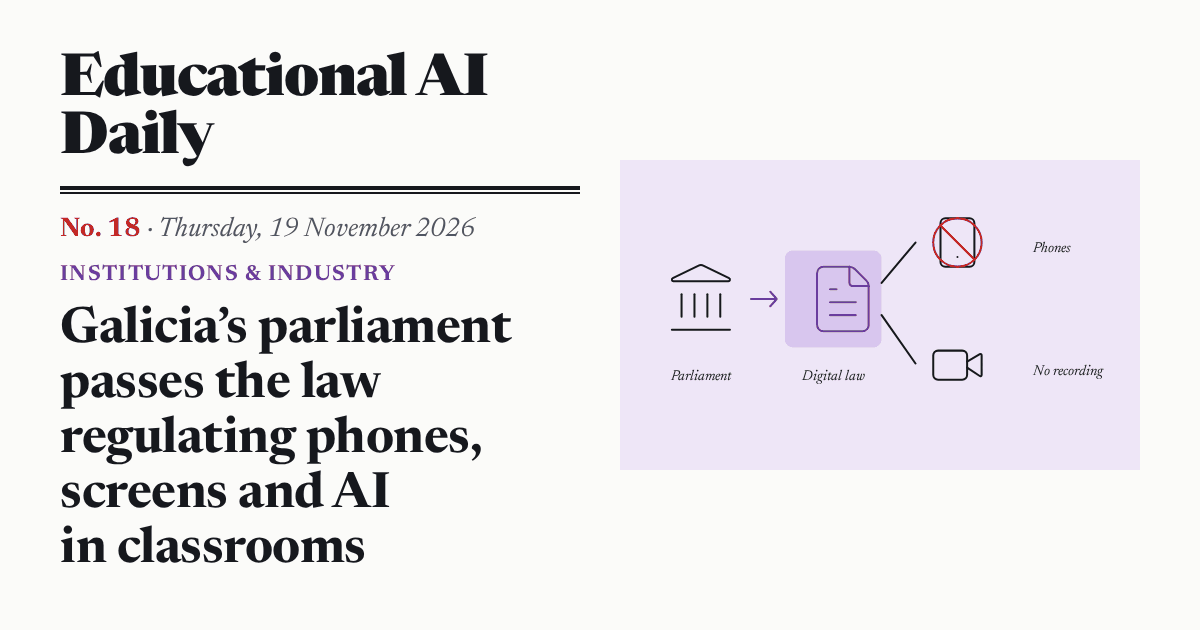 Educational AI
Daily
No. 18 · Thursday, 19 November 2026
INSTITUTIONS & INDUSTRY
Galicia’s parliament
passes the law
regulating phones,
screens and AI
in classrooms
Parliament
Digital law
Phones
No recording